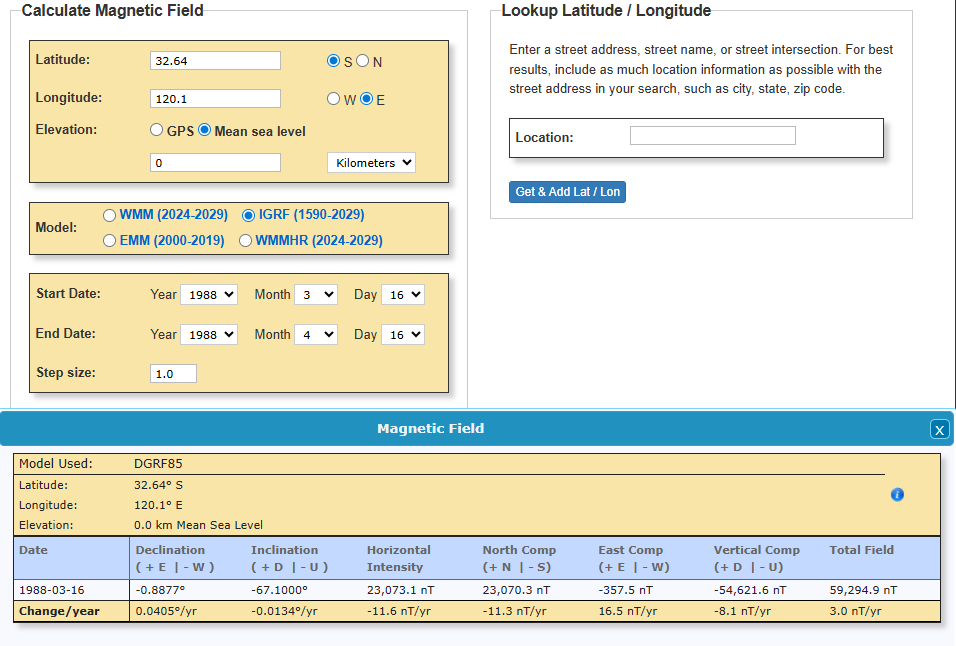 Calculate Magnetic Field
Latitude: 32.64 S N
Longitude: 120.1 W E
Elevation: GPS Mean sea level
0 Kilometers
Model: WMM (2024-2029) IGRF (1590-2029)
EMM (2000-2019) WMMHR (2024-2029)
Start Date: Year 1988 Month 3 Day 16
End Date: Year 1988 Month 4 Day 16
Step size: 1.0
Lookup Latitude / Longitude
Enter a street address, street name, or street intersection. For best
results, include as much location information as possible with the
street address in your search, such as city, state, zip code.
Location:
Get & Add Lat / Lon
Magnetic Field
X
Model Used: DGRF85
Latitude: 32.64° S
Longitude: 120.1° E
Elevation: 0.0 km Mean Sea Level
i
Date Declination Inclination Horizontal North Comp East Comp Vertical Comp Total Field
( + E | - W ) ( + D | - U ) Intensity (+ N | - S) (+ E | - W) (+ D | - U)
1988-03-16 -0.8877° -67.1000° 23,073.1 nT 23,070.3 nT -357.5 nT -54,621.6 nT 59,294.9 nT
Change/year 0.0405°/yr -0.0134°/yr -11.6 nT/yr -11.3 nT/yr 16.5 nT/yr -8.1 nT/yr 3.0 nT/yr